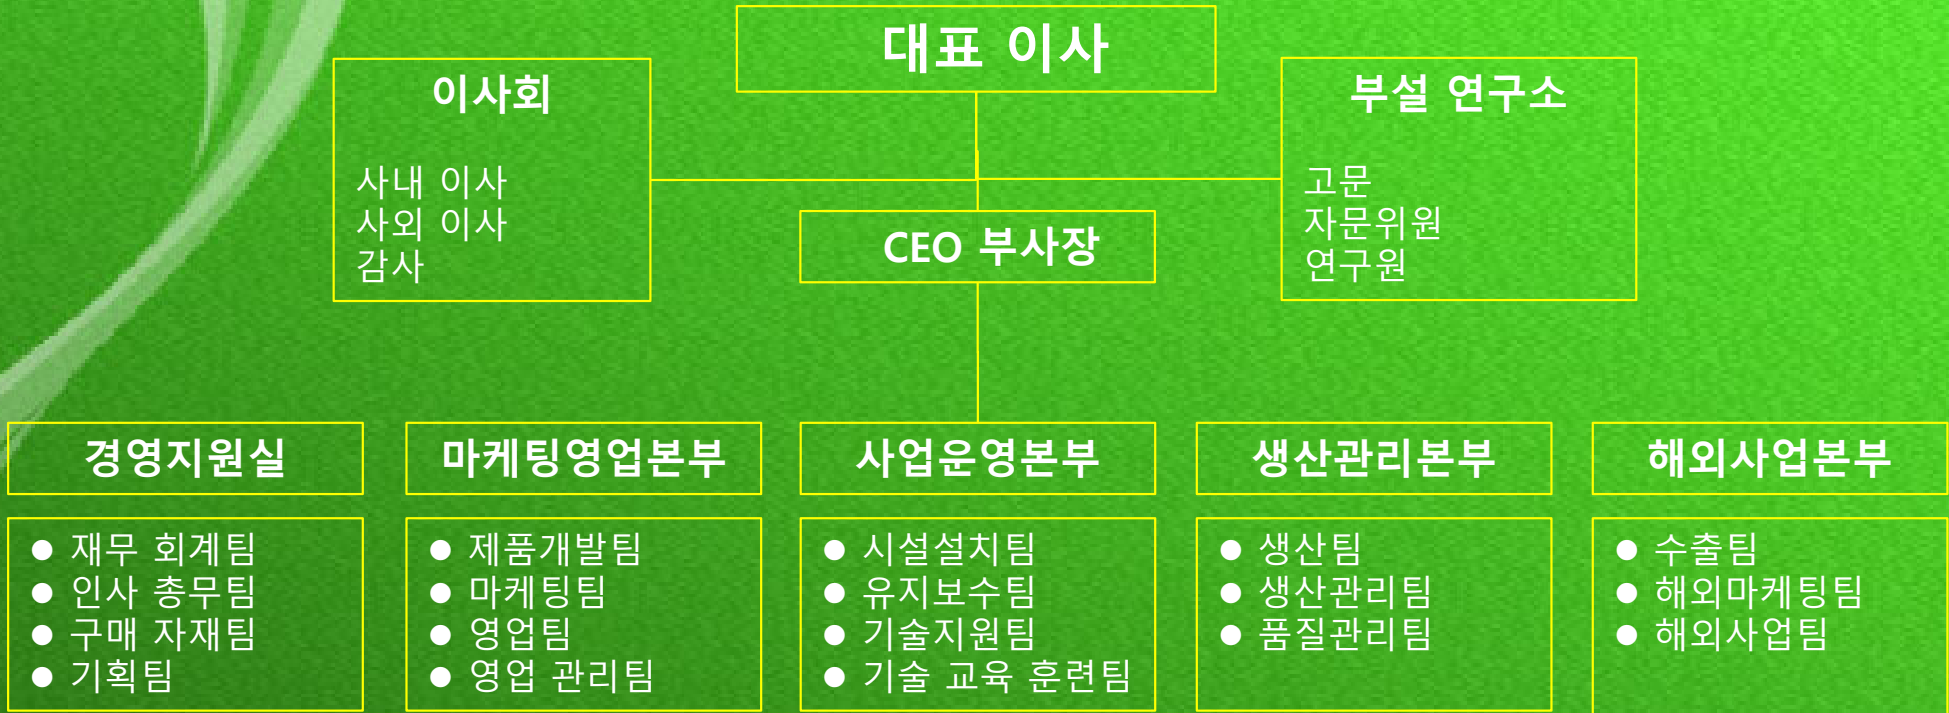 대표 이사
이사회
사내 이사
사외 이사
감사
부설 연구소
고문
자문위원
연구원
CEO 부사장
경영지원실
● 재무 회계팀
● 인사 총무팀
● 구매 자재팀
● 기획팀
마케팅영업본부
● 제품개발팀
● 마케팅팀
● 영업팀
● 영업 관리팀
사업운영본부
● 시설설치팀
● 유지보수팀
● 기술지원팀
● 기술 교육 훈련팀
생산관리본부
● 생산팀
● 생산관리팀
● 품질관리팀
해외사업본부
● 수출팀
● 해외마케팅팀
● 해외사업팀